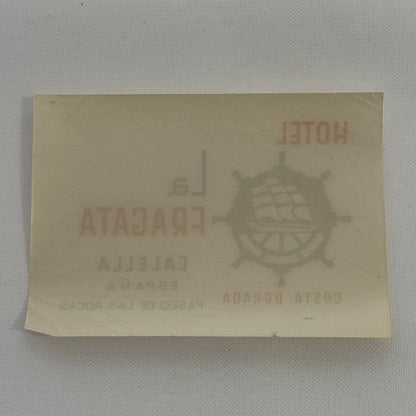 HOTEL
La
FRAGATA
CALELLA
ESPAÑA
PASEO DE LAS ROCAS
COSTA DORADA